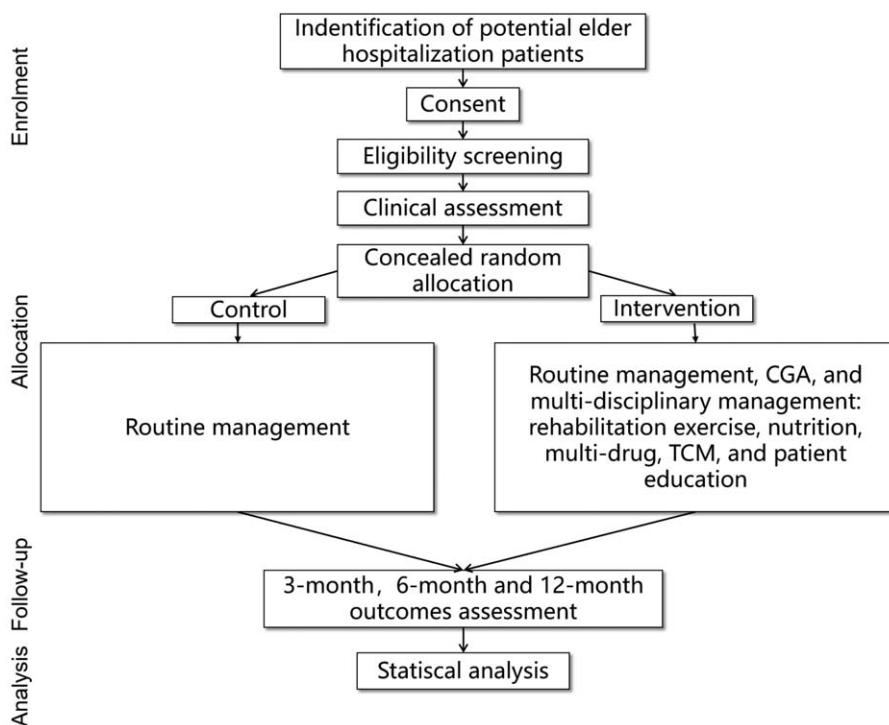 Enrolment
Indentification of potential elder
hospitalization patients
Consent
Eligibility screening
Clinical assessment
Allocation
Concealed random
allocation
Control
Intervention
Routine management
Routine management, CGA, and
multi-disciplinary management:
rehabilitation exercise, nutrition,
multi-drug, TCM, and patient
education
Follow-up
3-month，6-month and 12-month
outcomes assessment
Analysis
Statiscal analysis